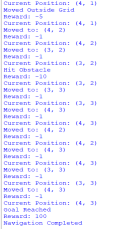 Current Position: (4, 1)
Moved Outside Grid
Reward: -5
Current Position: (4, 1)
Moved to: (4, 2)
Reward: -1
Current Position: (4, 2)
Moved to: (3, 2)
Reward: -1
Current Position: (3, 2)
Hit Obstacle
Reward: -10
Current Position: (3, 2)
Moved to: (3, 3)
Reward: -1
Current Position: (3, 3)
Moved to: (4, 3)
Reward: -1
Current Position: (4, 3)
Moved to: (4, 2)
Reward: -1
Current Position: (4, 2)
Moved to: (4, 3)
Reward: -1
Current Position: (4, 3)
Moved to: (3, 3)
Reward: -1
Current Position: (3, 3)
Moved to: (4, 3)
Reward: -1
Current Position: (4, 3)
Goal Reached
Reward: 100
Navigation Completed